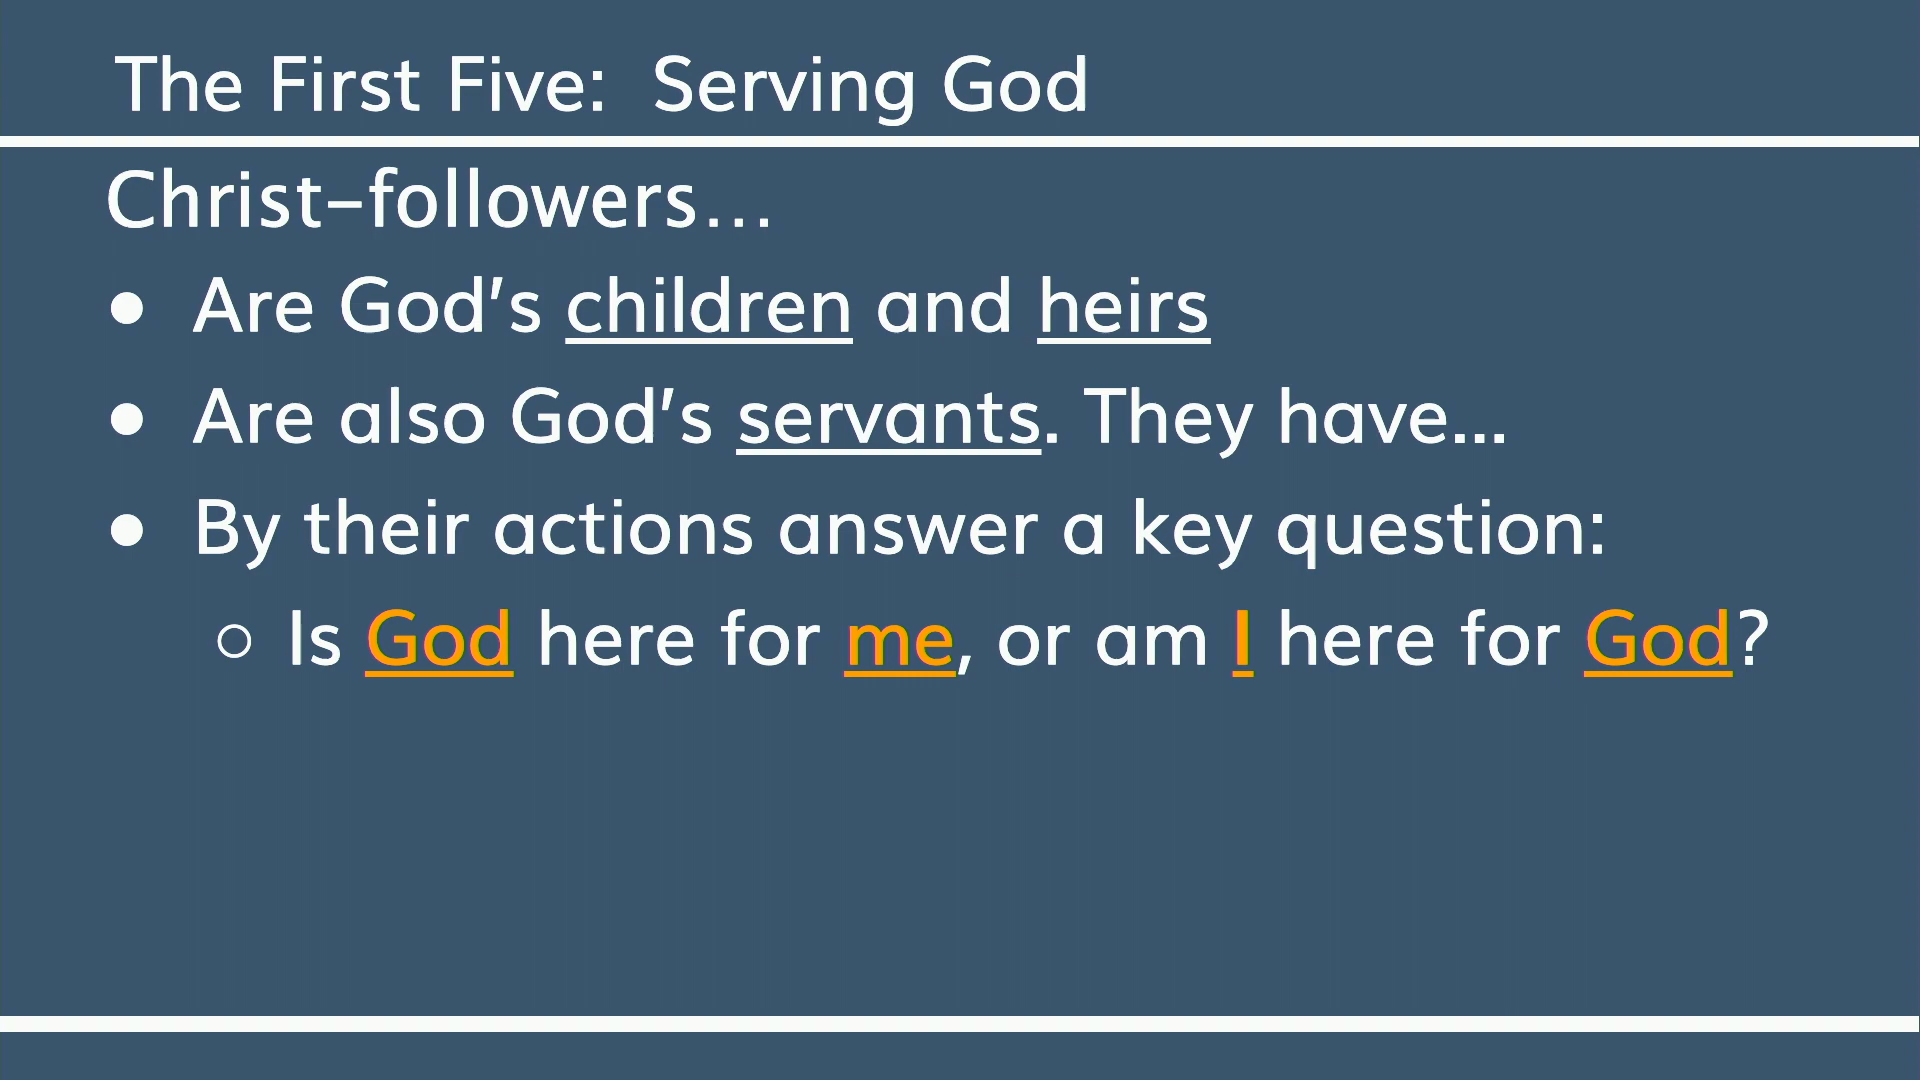 The First Five:  Serving God
Christ–followers…
● Are God's children and heirs
● Are also God's servants. They have...
● By their actions answer a key question:
○ Is God here for me, or am I here for God?